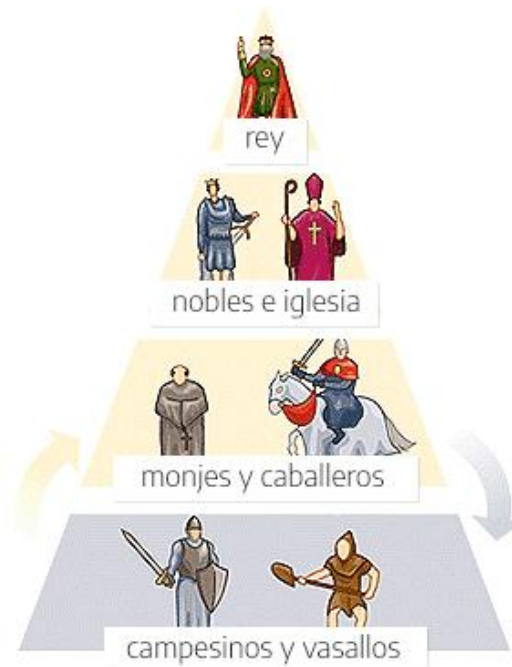 rey
nobles e iglesia
monjes y caballeros
campesinos y vasallos